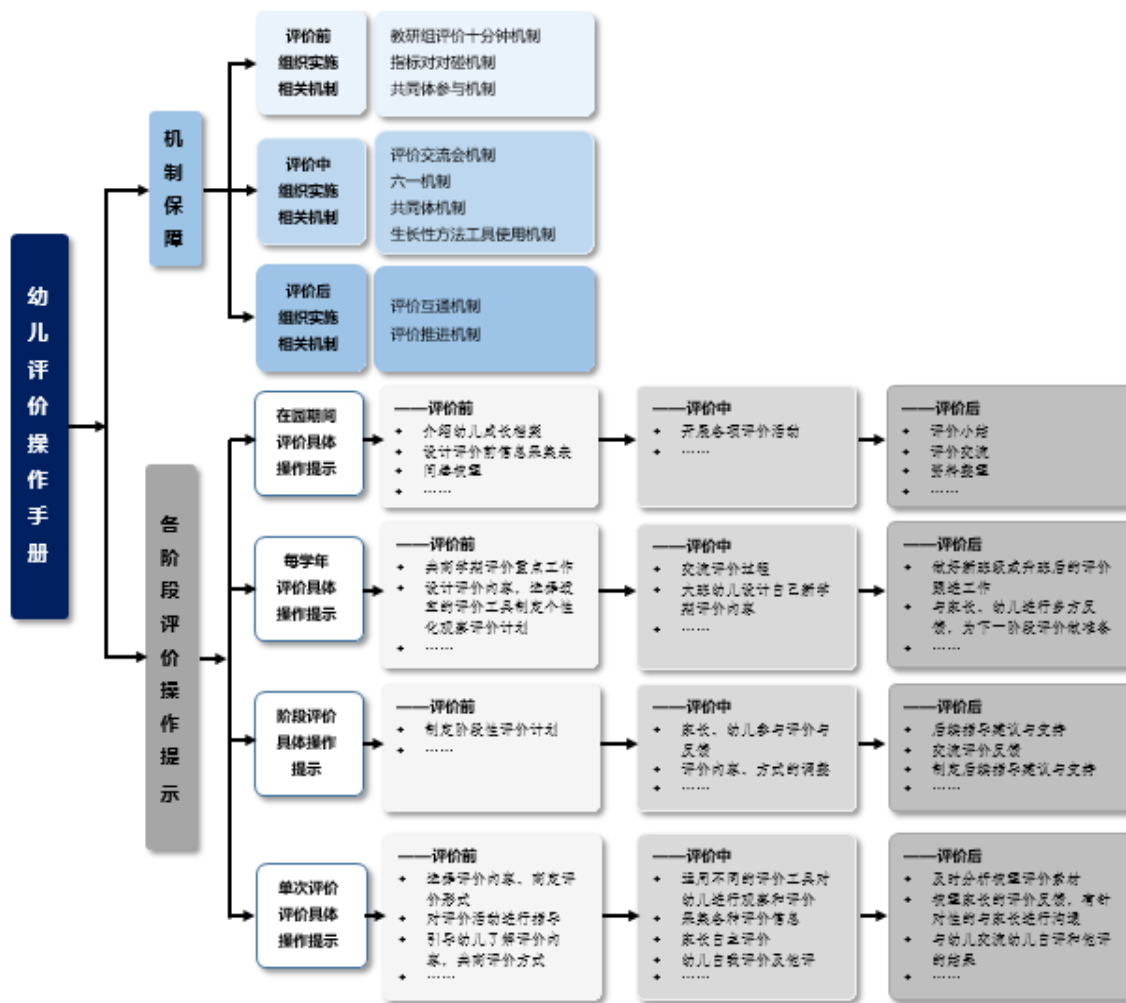 幼儿评价操作手册
机制保障
评价前
组织实施
相关机制
教研组评价十分钟机制
指标对对碰机制
共同体参与机制
评价中
组织实施
相关机制
评价交流会机制
六一机制
共同体机制
生长性方法工具使用机制
评价后
组织实施
相关机制
评价互通机制
评价推进机制
各阶段评价操作提示
在园期间
评价具体
操作提示
——评价前
介绍幼儿成长档案
设计评价前信息采集表
问卷梳理
……
——评价中
开展各项评价活动
……
——评价后
评价小结
评价交流
资料整理
……
每学年
评价具体
操作提示
——评价前
共商学期评价重点工作
设计评价内容，选择适
宜的评价工具制定个性
化观察评价计划
……
——评价中
交流评价过程
大班幼儿设计自己新学
期评价内容
……
——评价后
做好新班级或升班后的评价
跟进工作
与家长、幼儿进行多方反
馈，为下一阶段评价做准备
……
阶段评价
具体操作
提示
——评价前
制定阶段性评价计划
……
——评价中
家长、幼儿参与评价与
反馈
评价内容、方式的调整
……
——评价后
后续指导建议与支持
交流评价反馈
制定后续指导建议与支持
……
单次评价
评价具体
操作提示
——评价前
选择评价内容、商定评
价形式
对评价活动进行指导
引导幼儿了解评价内
容，共商评价方式
……
——评价中
运用不同的评价工具对
幼儿进行观察和评价
采集各种评价信息
家长自主评价
幼儿自我评价及他评
……
——评价后
及时分析梳理评价素材
梳理家长的评价反馈，有针
对性的与家长进行沟通
与幼儿交流幼儿自评和他评
的结果
……